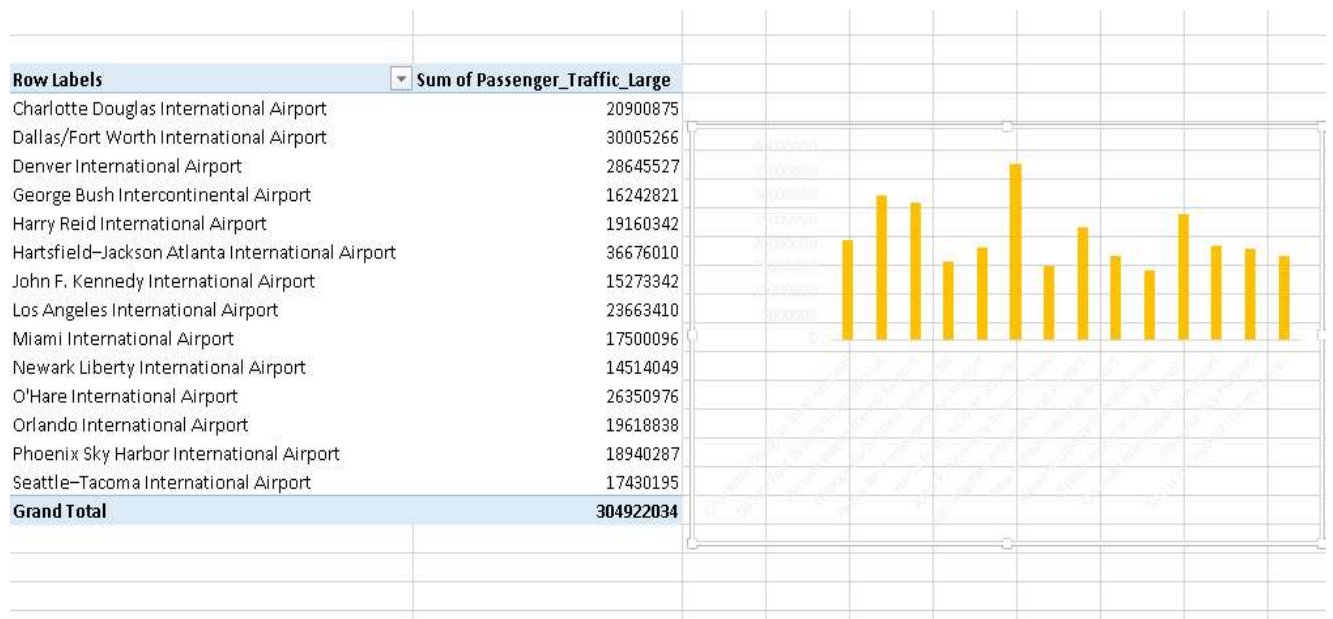 Row Labels Sum of Passenger_Traffic_Large
Charlotte Douglas International Airport 20900875
Dallas/Fort Worth International Airport 30005266
Denver International Airport 28645527
George Bush Intercontinental Airport 16242821
Harry Reid International Airport 19160342
Hartsfield–Jackson Atlanta International Airport 36676010
John F. Kennedy International Airport 15273342
Los Angeles International Airport 23663410
Miami International Airport 17500096
Newark Liberty International Airport 14514049
O'Hare International Airport 26350976
Orlando International Airport 19618838
Phoenix Sky Harbor International Airport 18940287
Seattle–Tacoma International Airport 17430195
Grand Total 304922034